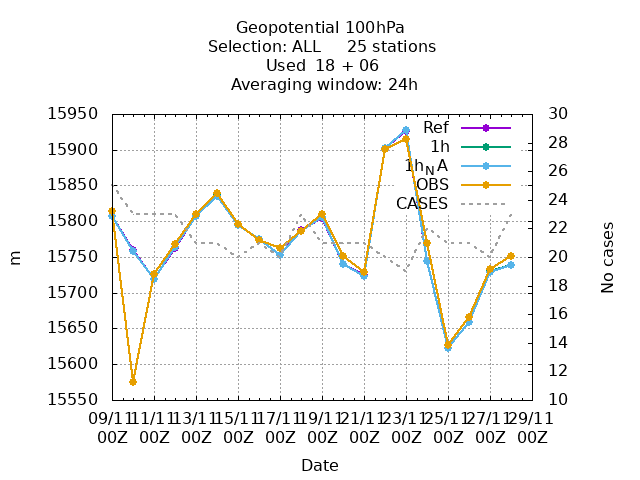 Geopotential 100hPa
Selection: ALL     25 stations
Used  18 + 06
Averaging window: 24h
15950
15900
15850
15800
15750
15700
15650
15600
15550
m
30
28
26
24
22
20
18
16
14
12
10
No cases
Ref
1h
1h_NA
OBS
CASES
09/11 11/11 13/11 15/11 17/11 19/11 21/11 23/11 25/11 27/11 29/11
00Z 00Z 00Z 00Z 00Z 00Z 00Z 00Z 00Z 00Z 00Z
Date